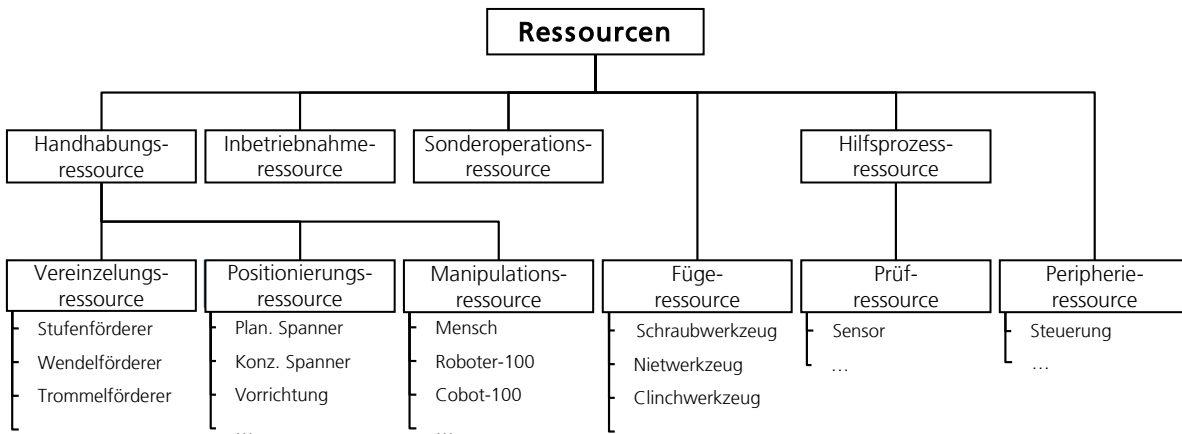 Ressourcen
Handhabungs-
ressource
Inbetriebnahme-
ressource
Sonderoperations-
ressource
Hilfsprozess-
ressource
Vereinzelungs-
ressource
Stufenförderer
Wendelförderer
Trommelförderer
Positionierungs-
ressource
Plan. Spanner
Konz. Spanner
Vorrichtung
...
Manipulations-
ressource
Mensch
Roboter-100
Cobot-100
...
Füge-
ressource
Schraubwerkzeug
Nietwerkzeug
Clinchwerkzeug
Prüf-
ressource
Sensor
...
Peripherie-
ressource
Steuerung
...